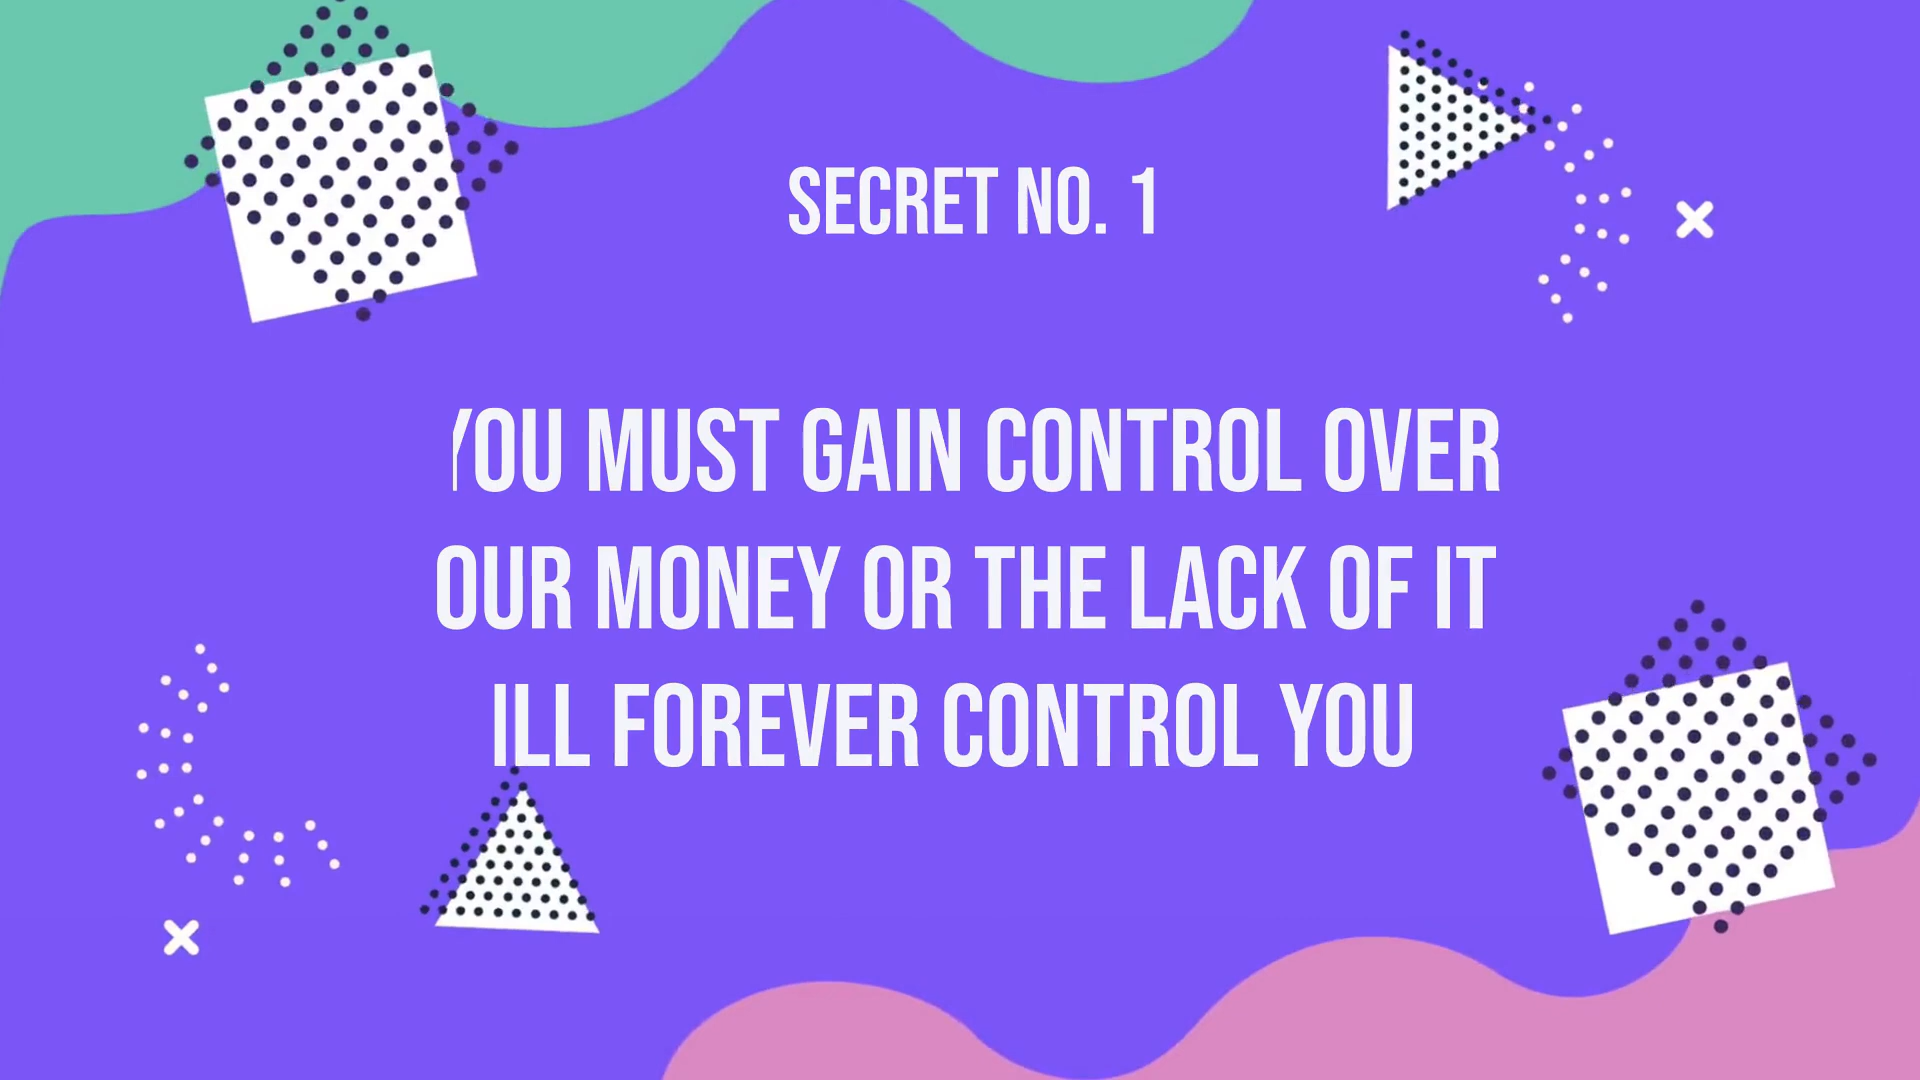 SECRET NO. 1
YOU MUST GAIN CONTROL OVER
OUR MONEY OR THE LACK OF IT
ILL FOREVER CONTROL YOU